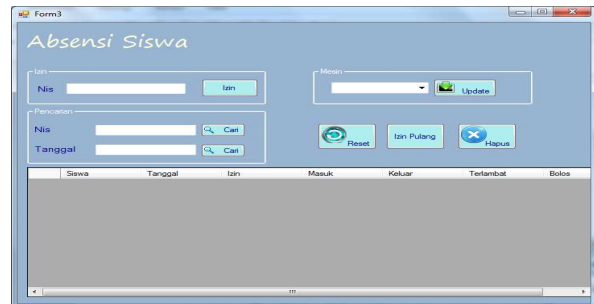 Form3
Absensi Siswa
Izin
Nis
Izin
Mesin
Update
Pencarian
Nis
Cari
Tanggal
Cari
Reset
Izin Pulang
Hapus
Siswa Tanggal Izin Masuk Keluar Terlambat Bolos